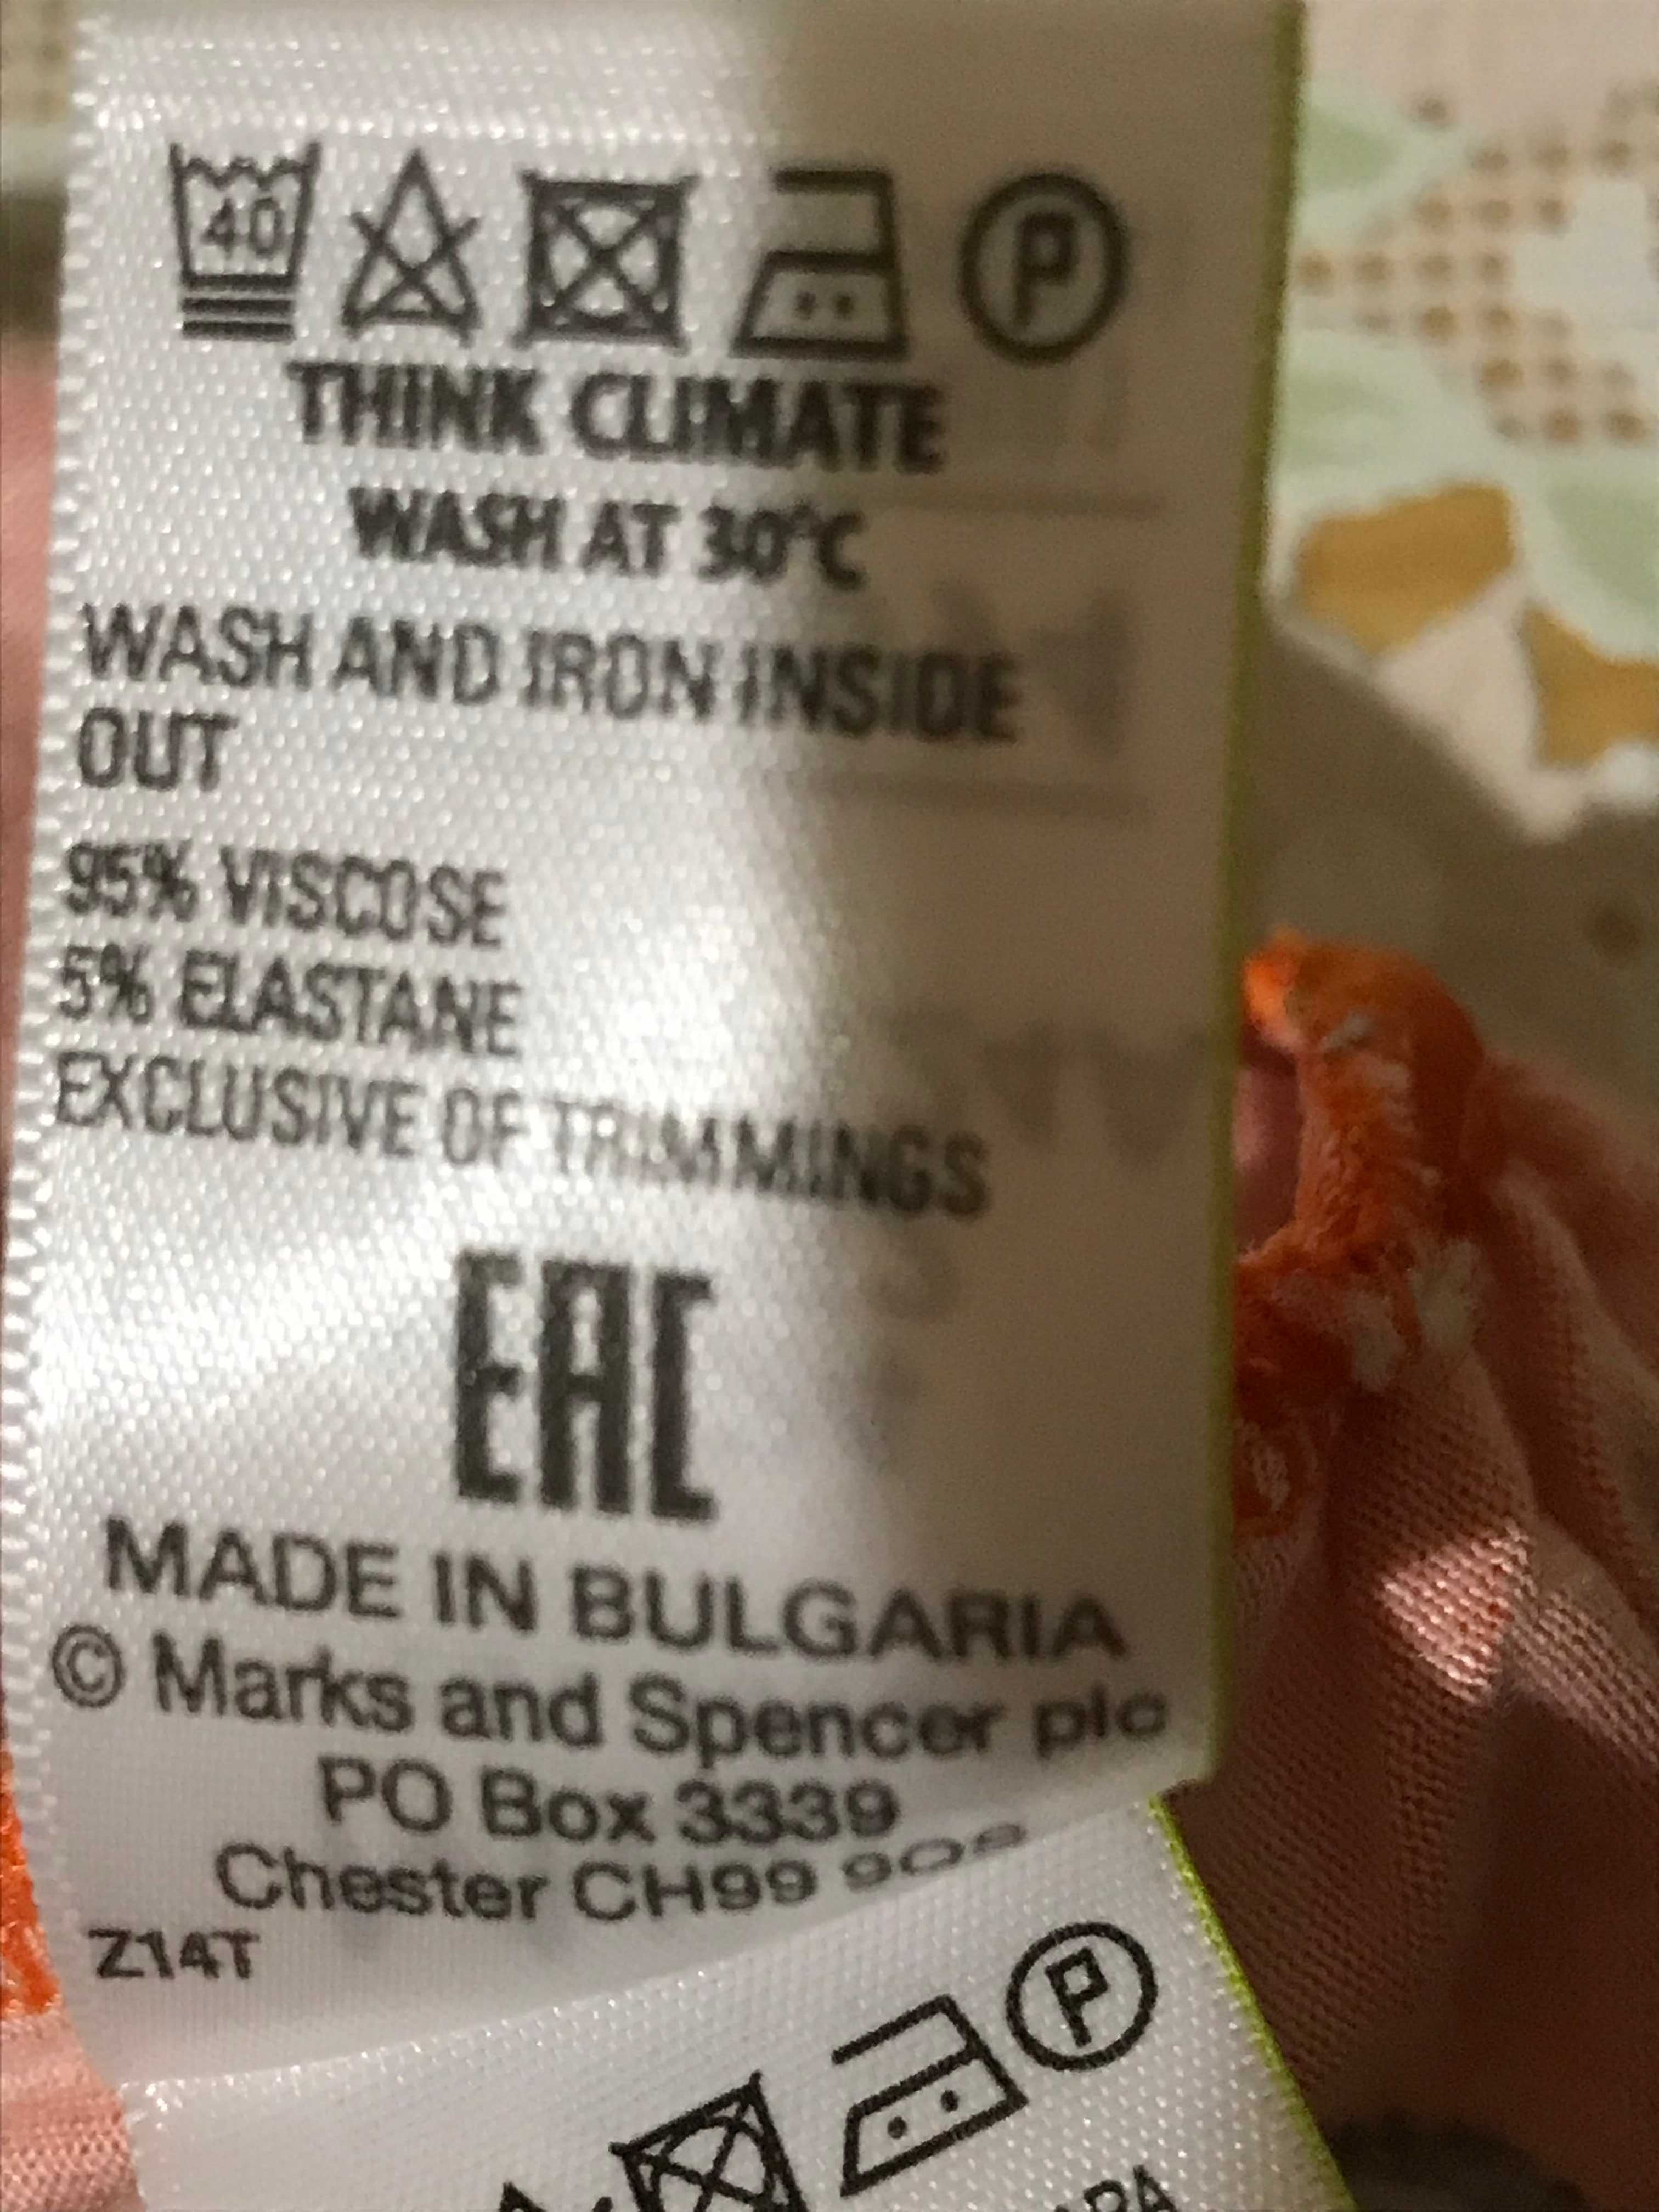 40
P
THINK CLIMATE
WASH AT 30°C
WASH AND IRON INSIDE
OUT
95% VISCOSE
5% ELASTANE
EXCLUSIVE OF TRIMMINGS
EAC
MADE IN BULGARIA
© Marks and Spencer plc
PO Box 3339
Chester CH99
Z14T
P